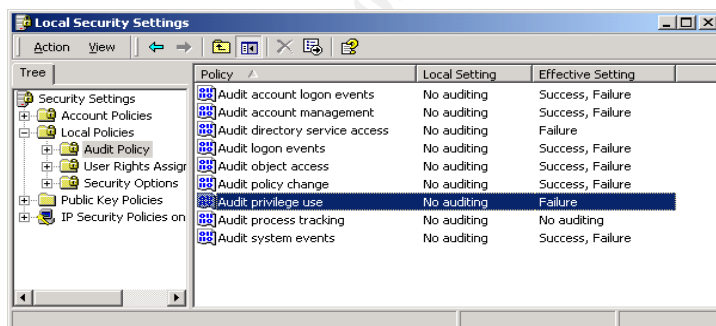 Local Security Settings
Action View
Tree
Policy Local Setting Effective Setting
Security Settings
Account Policies
Local Policies
Audit Policy
User Rights Assigr
Security Options
Public Key Policies
IP Security Policies on
Audit account logon events No auditing Success, Failure
Audit account management No auditing Success, Failure
Audit directory service access No auditing Failure
Audit logon events No auditing Success, Failure
Audit object access No auditing Success, Failure
Audit policy change No auditing Success, Failure
Audit privilege use No auditing Failure
Audit process tracking No auditing No auditing
Audit system events No auditing Success, Failure